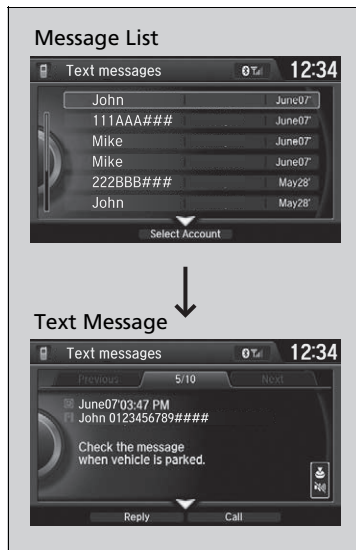 Message List
Text messages 12:34
John June07'
111AAA### June07'
Mike June07'
Mike June07'
222BBB### May28'
John May28'
Select Account
Text Message
Text messages 12:34
Previous 5/10 Next
June07'03:47 PM
John 0123456789####
Check the message
when vehicle is parked.
Reply Call